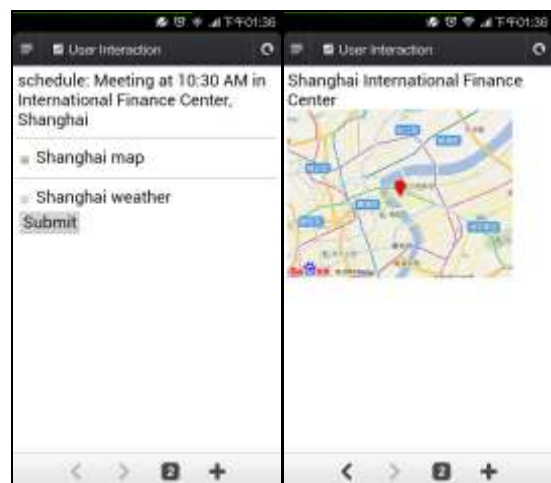 下午01:36
User Interaction
schedule: Meeting at 10:30 AM in
International Finance Center,
Shanghai
Shanghai map
Shanghai weather
Submit
2
下午01:36
User Interaction
Shanghai International Finance
Center
2